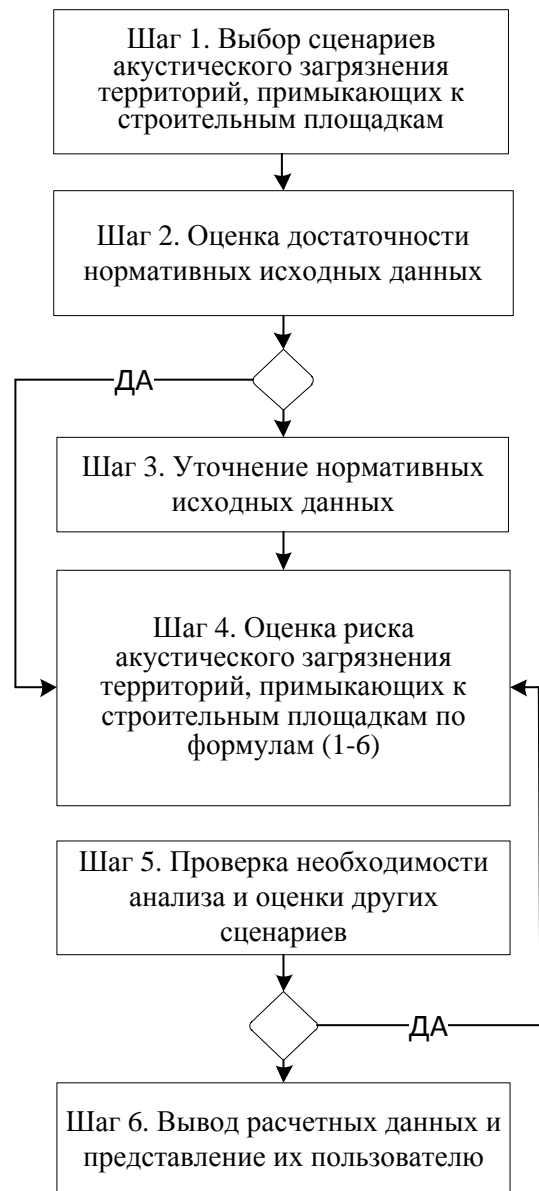 Шаг 1. Выбор сценариев
акустического загрязнения
территорий, примыкающих к
строительным площадкам
Шаг 2. Оценка достаточности
нормативных исходных данных
ДА
Шаг 3. Уточнение нормативных
исходных данных
Шаг 4. Оценка риска
акустического загрязнения
территорий, примыкающих к
строительным площадкам по
формулам (1-6)
Шаг 5. Проверка необходимости
анализа и оценки других
сценариев
ДА
Шаг 6. Вывод расчетных данных и
представление их пользователю